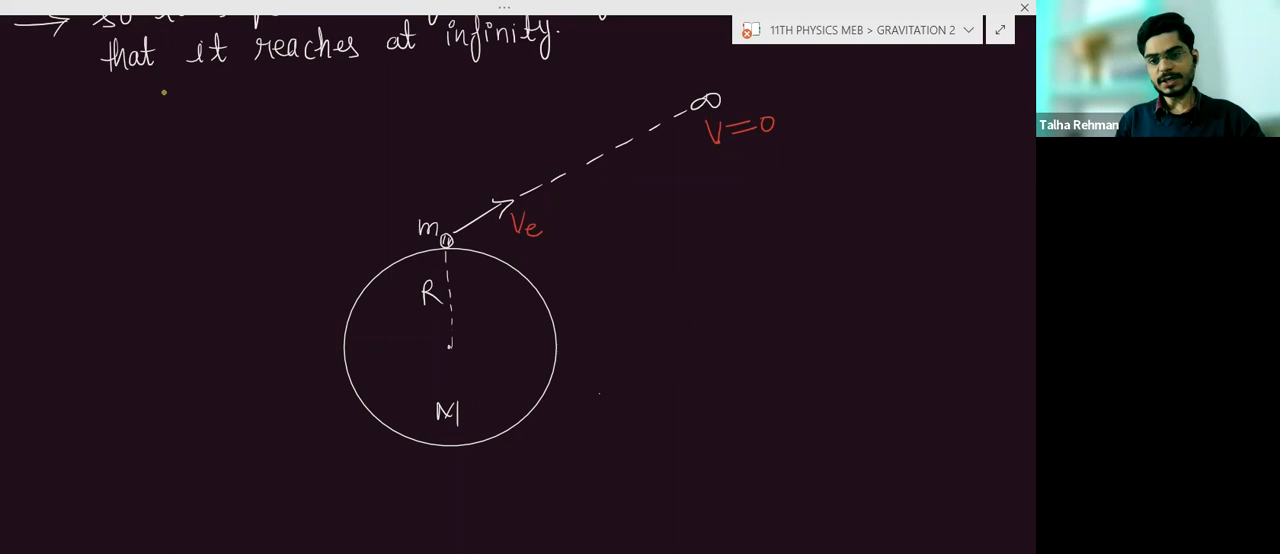 that it reaches at infinity.
11TH PHYSICS MEB > GRAVITATION 2
∞
V=0
Talha Rehman
m
Ve
R
M